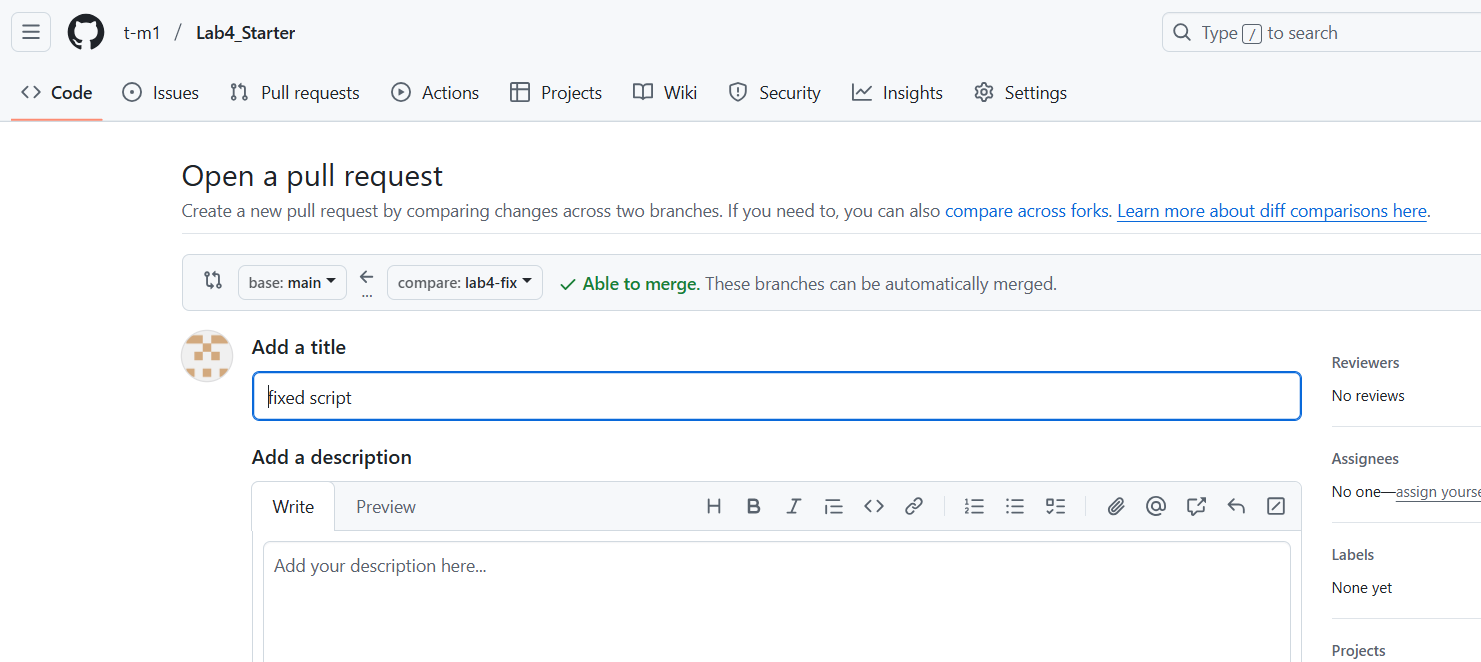 t-m1 / Lab4_Starter
Type / to search
Code Issues Pull requests Actions Projects Wiki Security Insights Settings
Open a pull request
Create a new pull request by comparing changes across two branches. If you need to, you can also compare across forks. Learn more about diff comparisons here.
base: main ... compare: lab4-fix Able to merge. These branches can be automatically merged.
Add a title
fixed script
Add a description
Write Preview
Add your description here...
Reviewers
No reviews
Assignees
No one—assign yourse
Labels
None yet
Projects